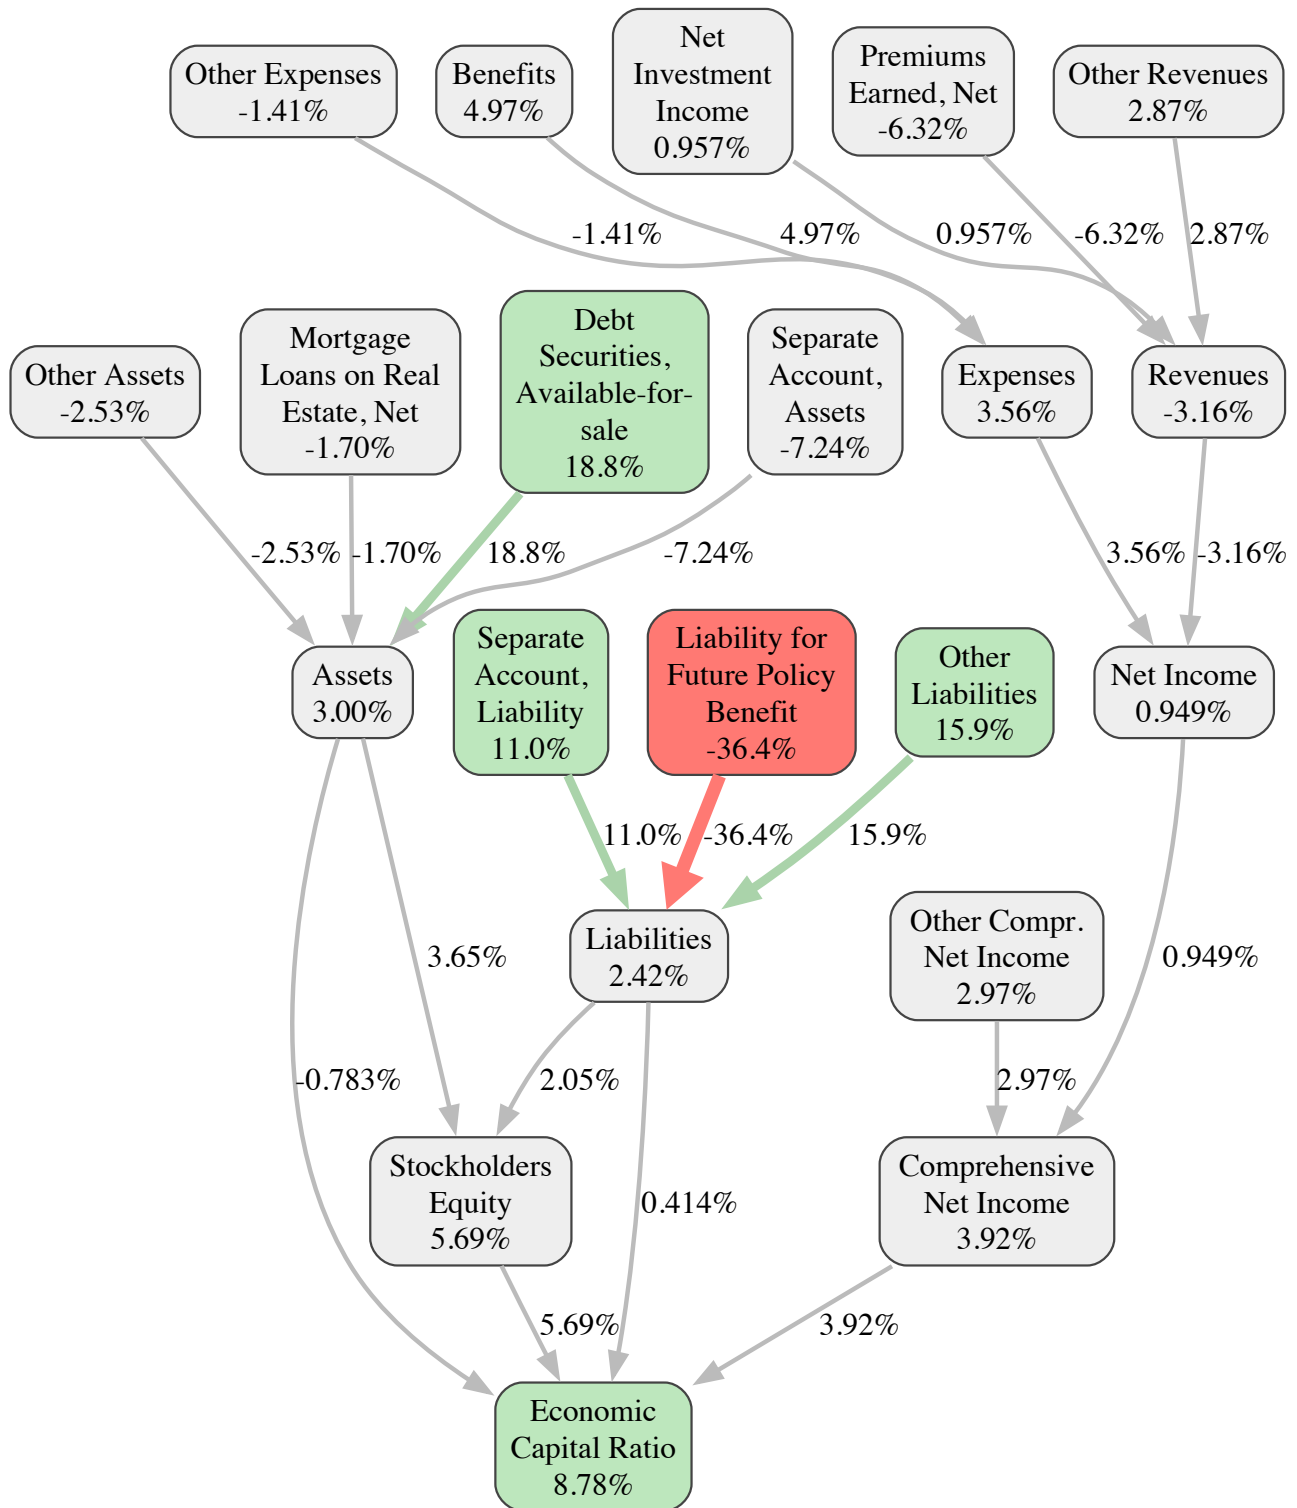 Other Expenses
-1.41%
Benefits
4.97%
Net
Investment
Income
0.957%
Premiums
Earned, Net
-6.32%
Other Revenues
2.87%
-1.41%
4.97%
0.957%
-6.32%
2.87%
Other Assets
-2.53%
Mortgage
Loans on Real
Estate, Net
-1.70%
Debt
Securities,
Available-for-
sale
18.8%
Separate
Account,
Assets
-7.24%
Expenses
3.56%
Revenues
-3.16%
-2.53%
-1.70%
18.8%
-7.24%
3.56%
-3.16%
Assets
3.00%
Separate
Account,
Liability
11.0%
Liability for
Future Policy
Benefit
-36.4%
Other
Liabilities
15.9%
Net Income
0.949%
11.0%
-36.4%
15.9%
Liabilities
2.42%
Other Compr.
Net Income
2.97%
3.65%
0.949%
-0.783%
2.05%
2.97%
Stockholders
Equity
5.69%
0.414%
Comprehensive
Net Income
3.92%
5.69%
3.92%
Economic
Capital Ratio
8.78%